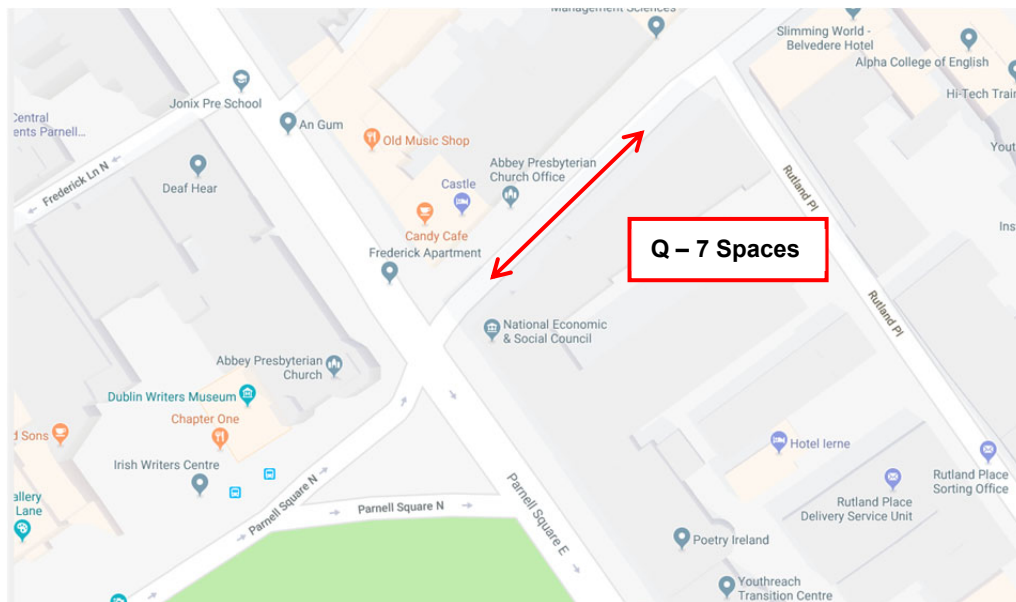 Management Sciences
Slimming World -
Belvedere Hotel
Alpha College of English
Jonix Pre School
Hi-Tech Train
Central
ents Parnell...
An Gum
Old Music Shop
Frederick Ln N
Deaf Hear
Abbey Presbyterian
Church Office
Castle
Rutland Pl
Candy Cafe
Frederick Apartment
Q – 7 Spaces
Rutland Pl
National Economic
& Social Council
Abbey Presbyterian
Church
Dublin Writers Museum
Chapter One
d Sons
Hotel Ierne
Irish Writers Centre
Rutland Place
Sorting Office
allery
Lane
Parnell Square N
Parnell Square N
Parnell Square E
Rutland Place
Delivery Service Unit
Poetry Ireland
Youthreach
Transition Centre